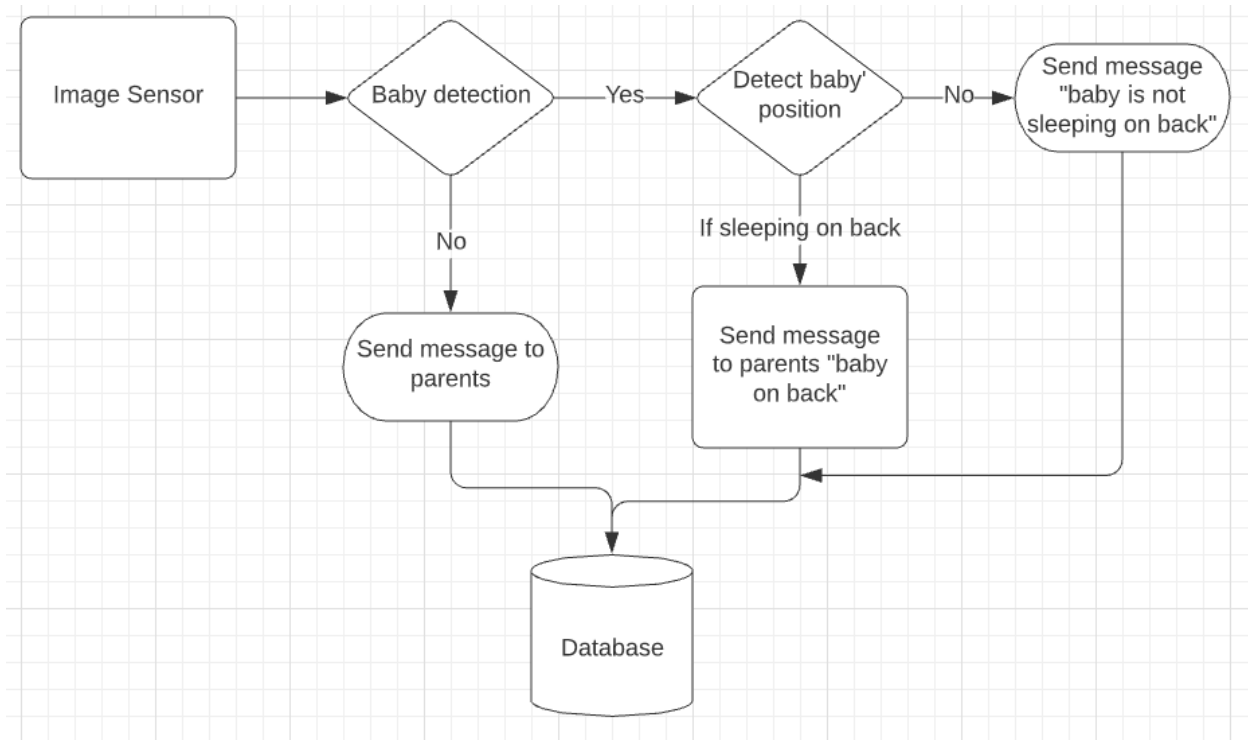 Image Sensor
Baby detection
Yes
Detect baby'
position
No
Send message
"baby is not
sleeping on back"
No
If sleeping on back
Send message to
parents
Send message
to parents "baby
on back"
Database